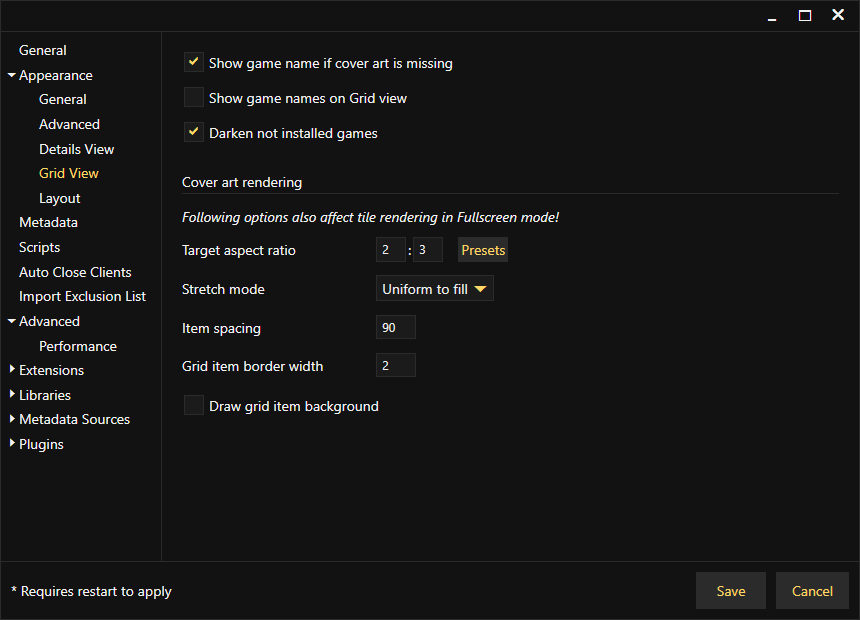 General
Appearance
General
Advanced
Details View
Grid View
Layout
Metadata
Scripts
Auto Close Clients
Import Exclusion List
Advanced
Performance
Extensions
Libraries
Metadata Sources
Plugins
Show game name if cover art is missing
Show game names on Grid view
Darken not installed games
Cover art rendering
Following options also affect tile rendering in Fullscreen mode!
Target aspect ratio 2 : 3 Presets
Stretch mode Uniform to fill
Item spacing 90
Grid item border width 2
Draw grid item background
* Requires restart to apply
Save Cancel